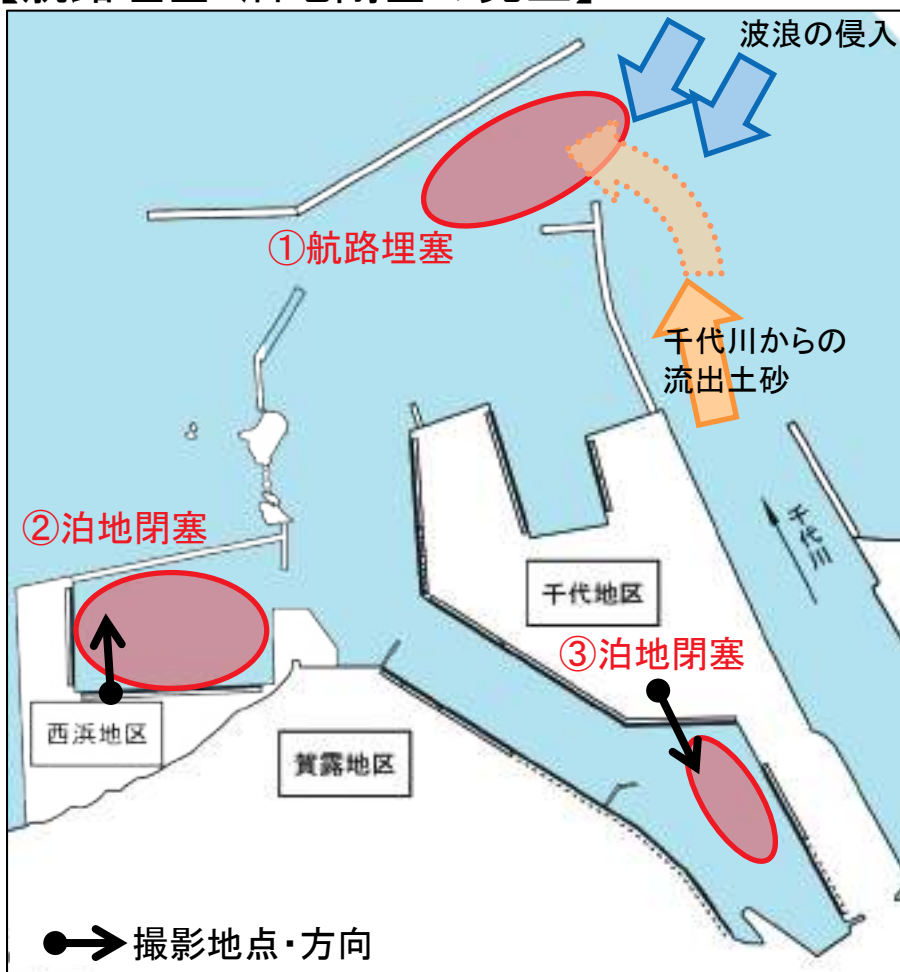 波浪の侵入
①航路埋塞
千代川からの
流出土砂
②泊地閉塞
千代川
千代地区
③泊地閉塞
西浜地区
賀露地区
撮影地点・方向